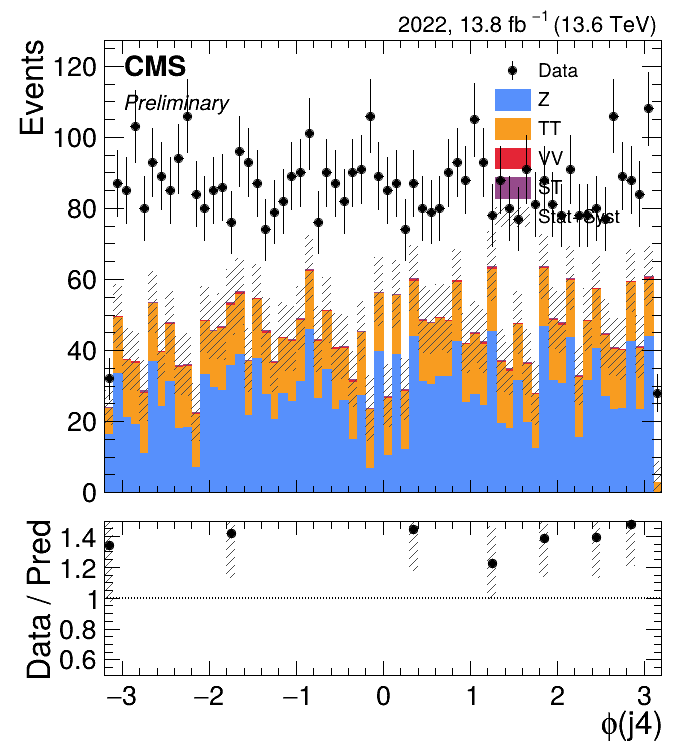 2022, 13.8 fb⁻¹ (13.6 TeV)
Events
120
100
80
60
40
20
0
CMS
Preliminary
Data
Z
TT
VV
ST
Stat+Syst
Data / Pred
1.4
1.2
1
0.8
0.6
−3 −2 −1 0 1 2 3
ϕ(j4)